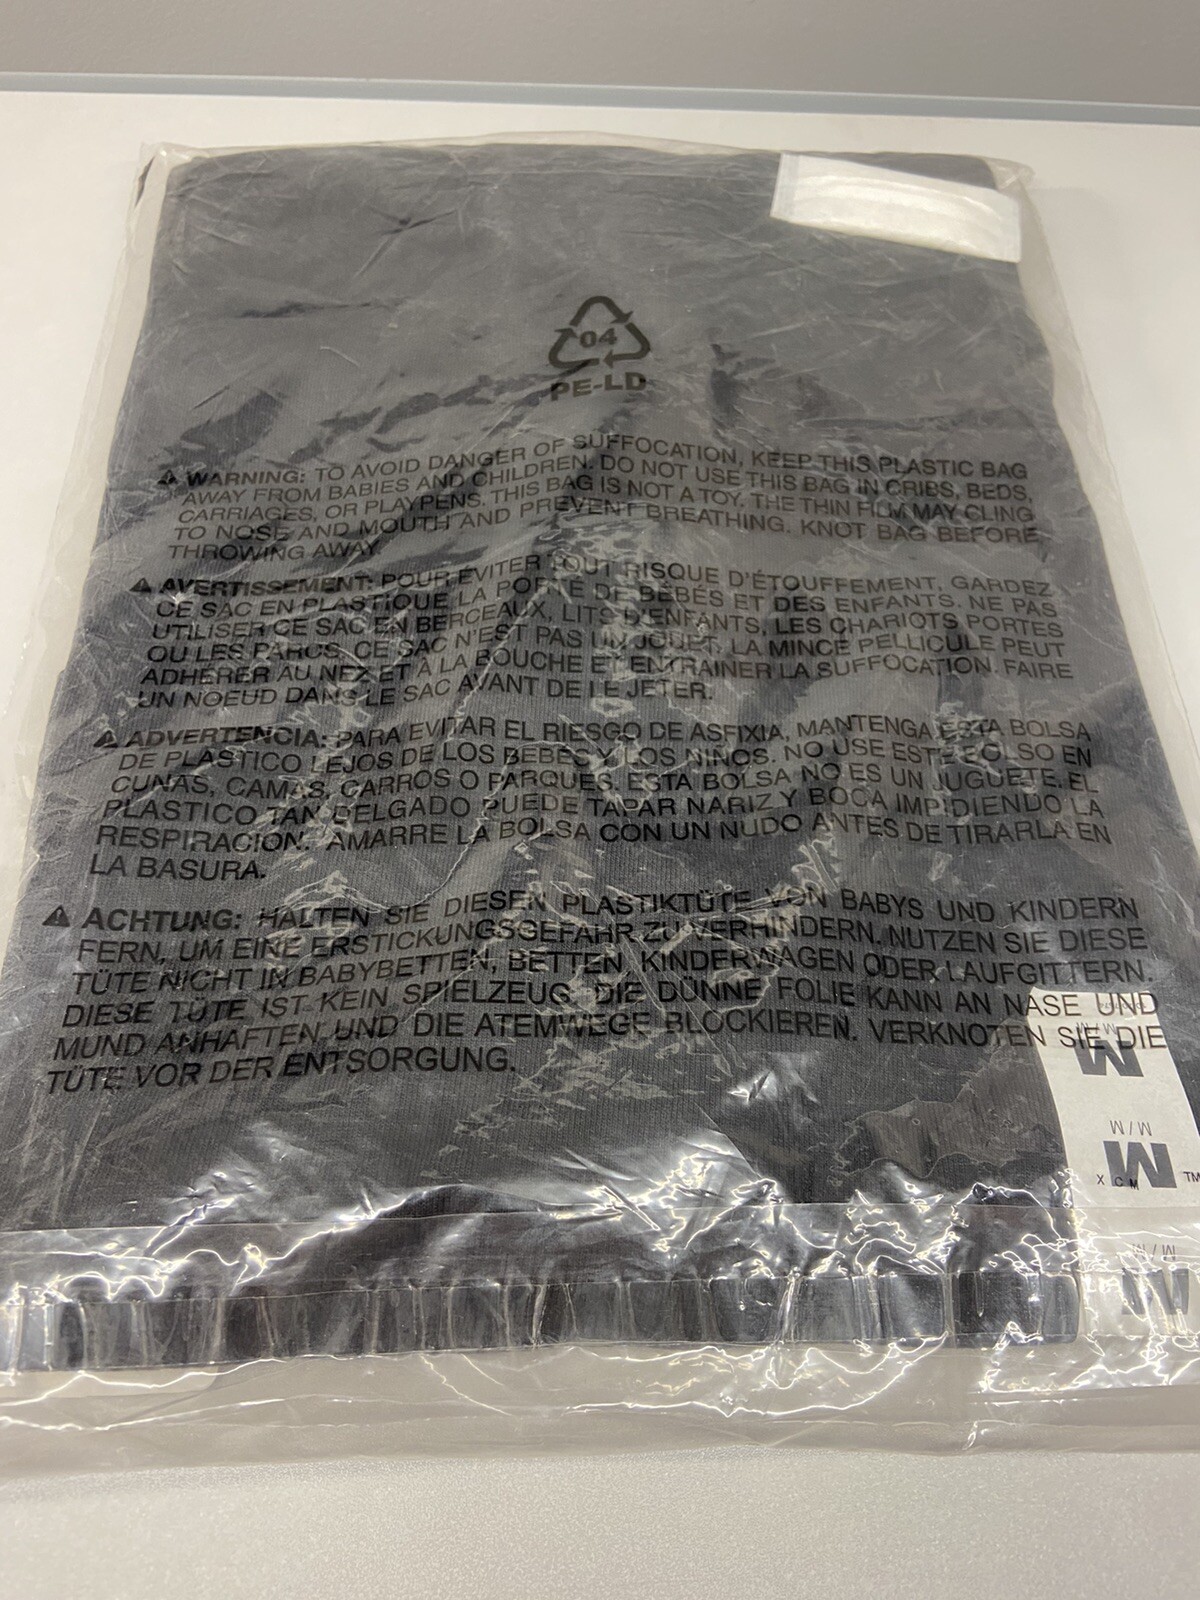 04
PE-LD
⚠ WARNING: TO AVOID DANGER OF SUFFOCATION, KEEP THIS PLASTIC BAG
AWAY FROM BABIES AND CHILDREN. DO NOT USE THIS BAG IN CRIBS, BEDS,
CARRIAGES, OR PLAYPENS. THIS BAG IS NOT A TOY. THE THIN FILM MAY CLING
TO NOSE AND MOUTH AND PREVENT BREATHING. KNOT BAG BEFORE
THROWING AWAY.
⚠ AVERTISSEMENT: POUR ÉVITER TOUT RISQUE D'ÉTOUFFEMENT, GARDEZ
CE SAC EN PLASTIQUE LA PORTÉ DE BÉBÉS ET DES ENFANTS. NE PAS
UTILISER CE SAC EN BERCEAUX, LITS D'ENFANTS, LES CHARIOTS PORTES
OU LES PARCS. CE SAC N'EST PAS UN JOUET. LA MINCE PELLICULE PEUT
ADHÉRER AU NEZ ET À LA BOUCHE ET ENTRAINER LA SUFFOCATION. FAIRE
UN NOEUD DANS LE SAC AVANT DE LE JETER.
⚠ ADVERTENCIA: PARA EVITAR EL RIESGO DE ASFIXIA, MANTENGA ESTA BOLSA
DE PLASTICO LEJOS DE LOS BEBÉS Y LOS NIÑOS. NO USE ESTE BOLSO EN
CUNAS, CAMAS, CARROS O PARQUES. ESTA BOLSA NO ES UN JUGUETE. EL
PLASTICO TAN DELGADO PUEDE TAPAR NARIZ Y BOCA IMPIDIENDO LA
RESPIRACION. AMARRE LA BOLSA CON UN NUDO ANTES DE TIRARLA EN
LA BASURA.
⚠ ACHTUNG: HALTEN SIE DIESEN PLASTIKTÜTE VON BABYS UND KINDERN
FERN, UM EINE ERSTICKUNGSGEFAHR ZU VERHINDERN. NUTZEN SIE DIESE
TÜTE NICHT IN BABYBETTEN, BETTEN, KINDERWAGEN ODER LAUFGITTERN.
DIESE TÜTE IST KEIN SPIELZEUG. DIE DÜNNE FOLIE KANN AN NASE UND
MUND ANHAFTEN UND DIE ATEMWEGE BLOCKIEREN. VERKNOTEN SIE DIE
TÜTE VOR DER ENTSORGUNG.
M / M
M
M / M
M
X C M ™
M / M
M